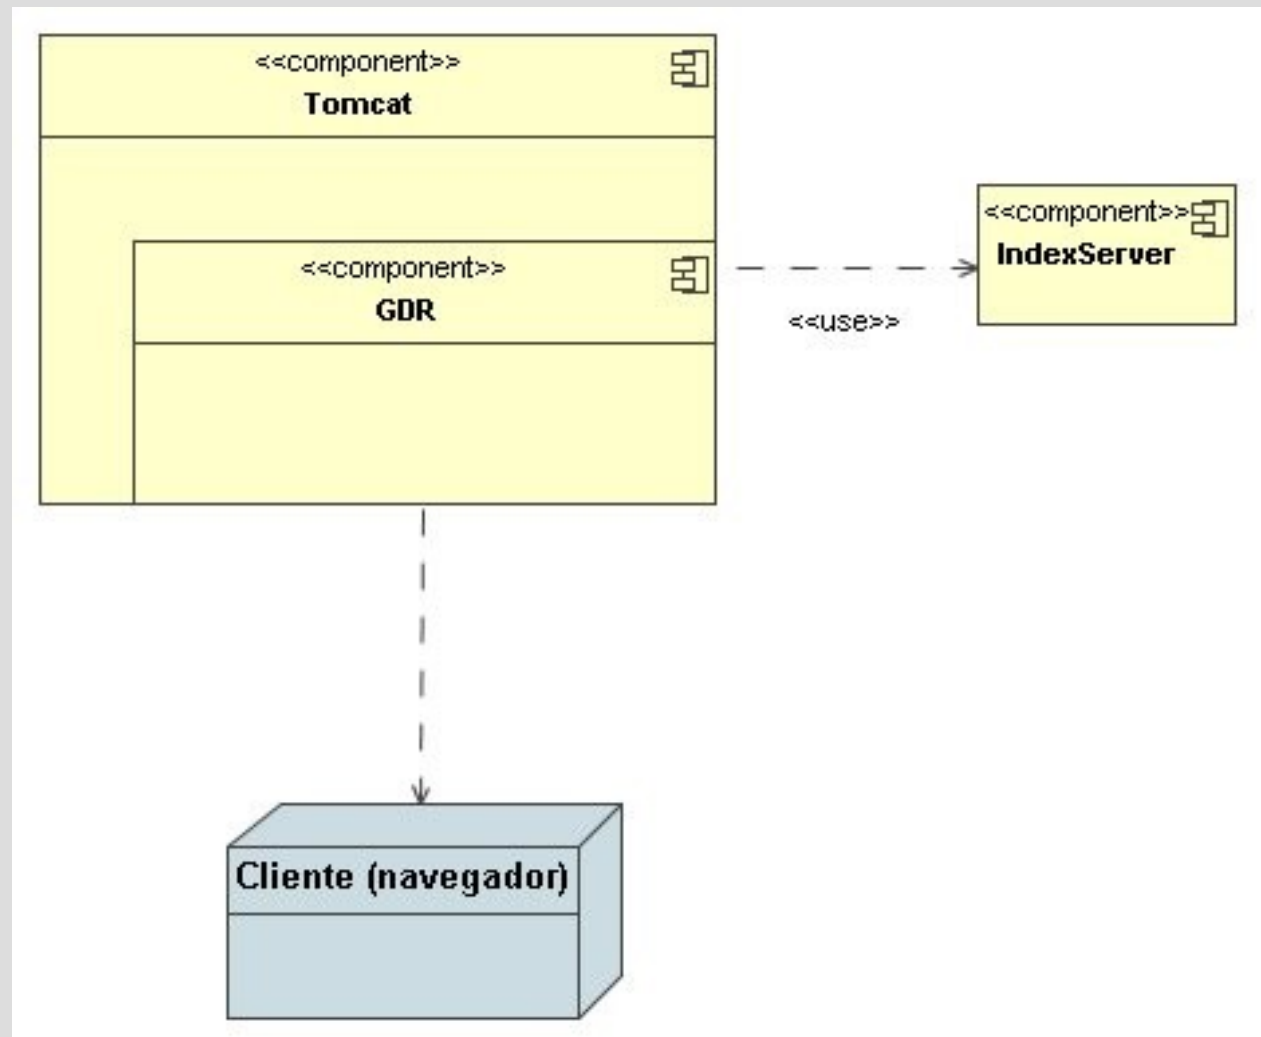 <<component>>
Tomcat
<<component>>
GDR
<<component>>
IndexServer
<<use>>
Cliente (navegador)